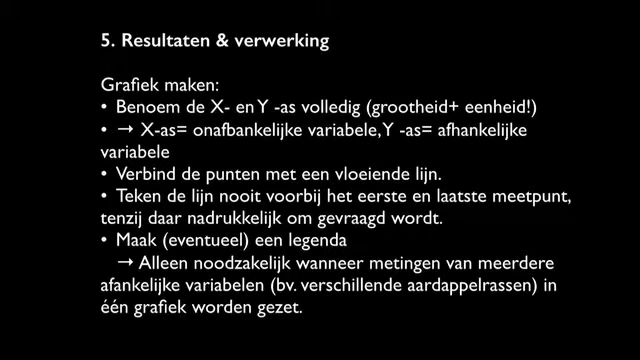 5. Resultaten & verwerking
Grafiek maken:
• Benoem de X- en Y -as volledig (grootheid+ eenheid!)
• → X-as= onafbankelijke variabele, Y -as= afhankelijke
variabele
• Verbind de punten met een vloeiende lijn.
• Teken de lijn nooit voorbij het eerste en laatste meetpunt,
tenzij daar nadrukkelijk om gevraagd wordt.
• Maak (eventueel) een legenda
→ Alleen noodzakelijk wanneer metingen van meerdere
afankelijke variabelen (bv. verschillende aardappelrassen) in
één grafiek worden gezet.